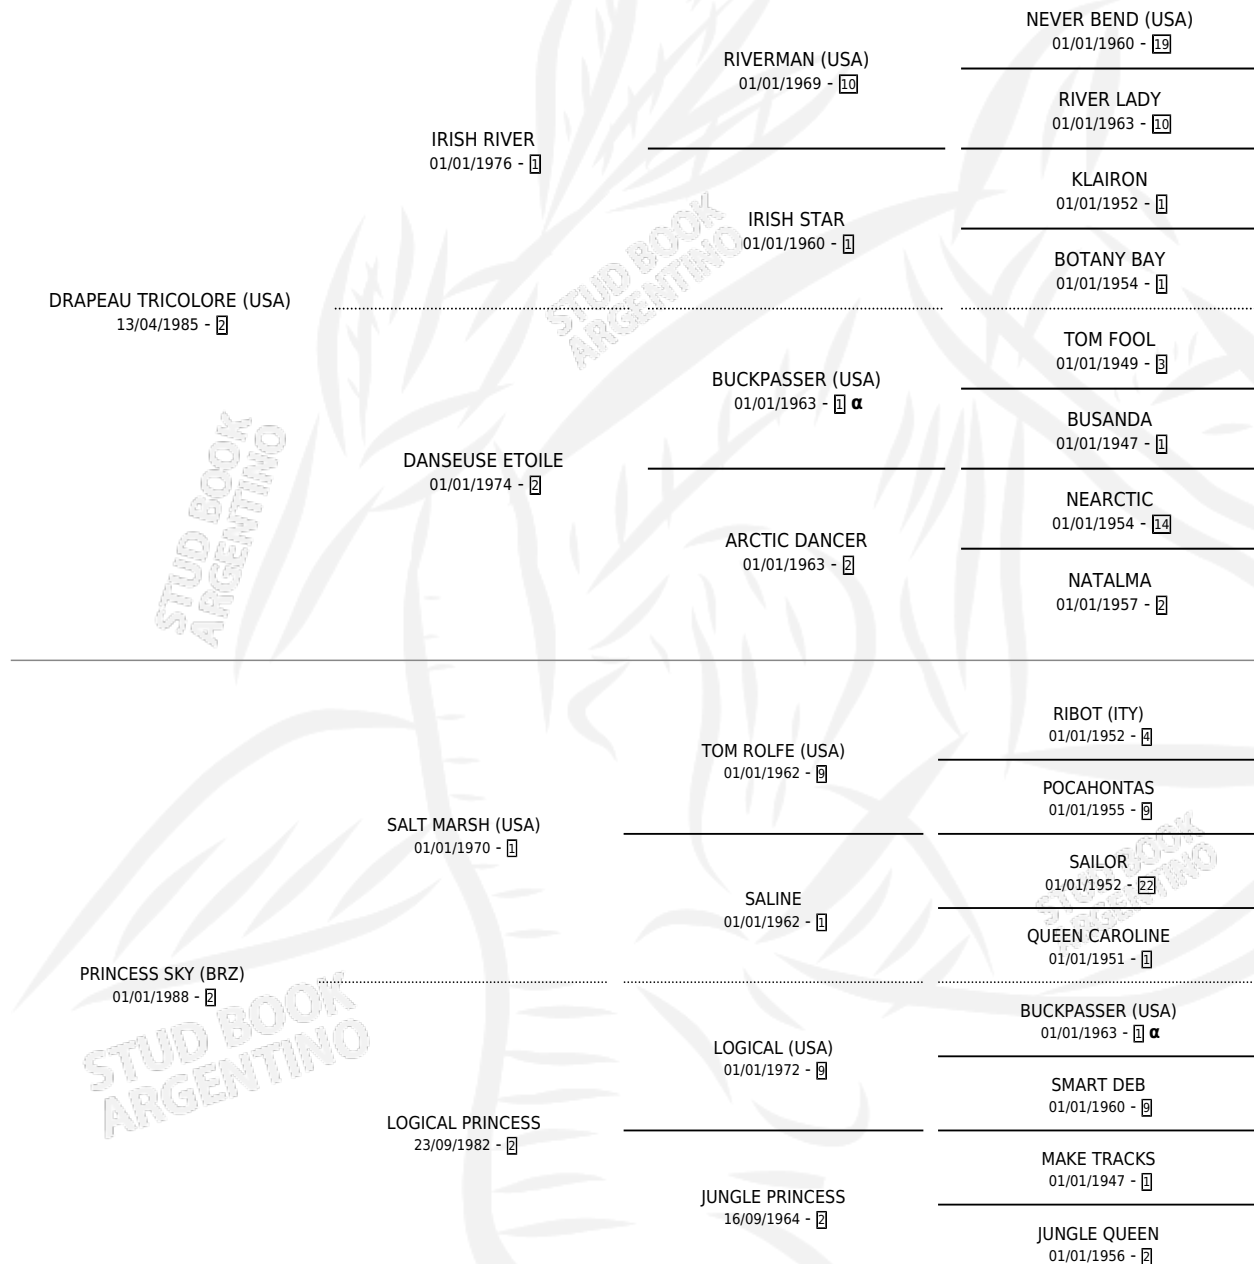 NEVER BEND (USA)
01/01/1960 - 19
RIVERMAN (USA)
01/01/1969 - 10
RIVER LADY
01/01/1963 - 10
IRISH RIVER
01/01/1976 - 1
KLAIRON
01/01/1952 - 1
IRISH STAR
01/01/1960 - 1
BOTANY BAY
01/01/1954 - 1
STUD BOOK
ARGENTINO
DRAPEAU TRICOLORE (USA)
13/04/1985 - 2
TOM FOOL
01/01/1949 - 3
BUCKPASSER (USA)
01/01/1963 - 1 α
BUSANDA
01/01/1947 - 1
DANSEUSE ETOILE
01/01/1974 - 2
NEARCTIC
01/01/1954 - 14
ARCTIC DANCER
01/01/1963 - 2
NATALMA
01/01/1957 - 2
STUD BOOK
ARGENTINO
RIBOT (ITY)
01/01/1952 - 4
TOM ROLFE (USA)
01/01/1962 - 9
POCAHONTAS
01/01/1955 - 9
SALT MARSH (USA)
01/01/1970 - 1
SAILOR
01/01/1952 - 22
STUD BOOK
ARGENTINO
SALINE
01/01/1962 - 1
QUEEN CAROLINE
01/01/1951 - 1
PRINCESS SKY (BRZ)
01/01/1988 - 2
BUCKPASSER (USA)
01/01/1963 - 1 α
LOGICAL (USA)
01/01/1972 - 9
SMART DEB
01/01/1960 - 9
STUD BOOK
ARGENTINO
LOGICAL PRINCESS
23/09/1982 - 2
MAKE TRACKS
01/01/1947 - 1
JUNGLE PRINCESS
16/09/1964 - 2
JUNGLE QUEEN
01/01/1956 - 2